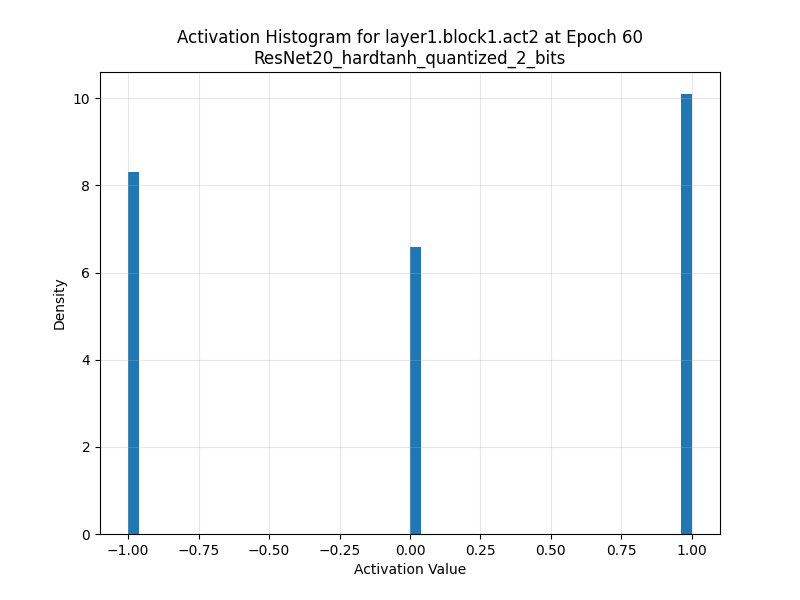 Activation Histogram for layer1.block1.act2 at Epoch 60
ResNet20_hardtanh_quantized_2_bits
10
8
6
4
2
0
Density
−1.00 −0.75 −0.50 −0.25 0.00 0.25 0.50 0.75 1.00
Activation Value